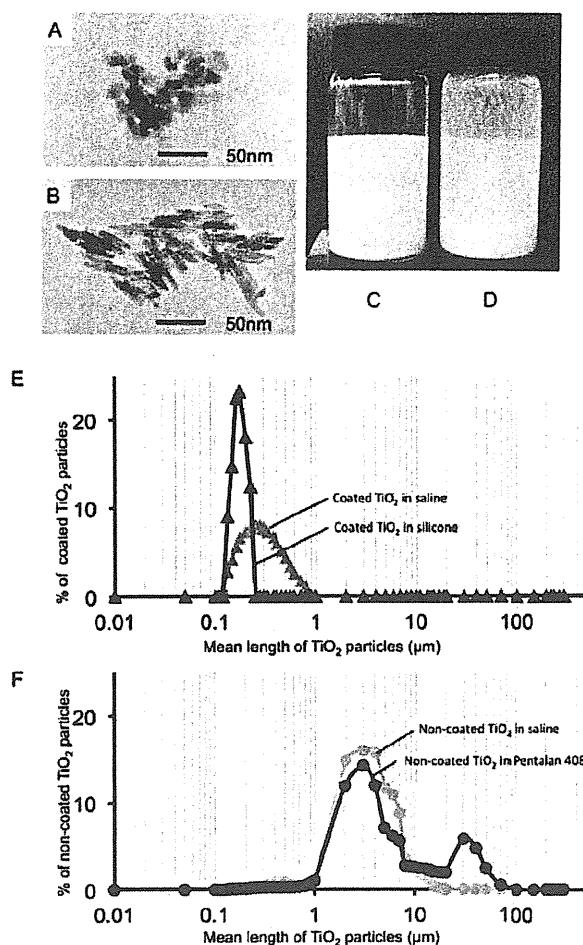 A
50nm
B
50nm
C D
E
% of coated TiO₂ particles
20
10
0
Coated TiO₂ in saline
Coated TiO₂ in silicone
0.01 0.1 1 10 100
Mean length of TiO₂ particles (μm)
F
% of non-coated TiO₂ particles
20
10
0
Non-coated TiO₄ in saline
Non-coated TiO₂ in Pentalan 408
0.01 0.1 1 10 100
Mean length of TiO₂ particles (μm)